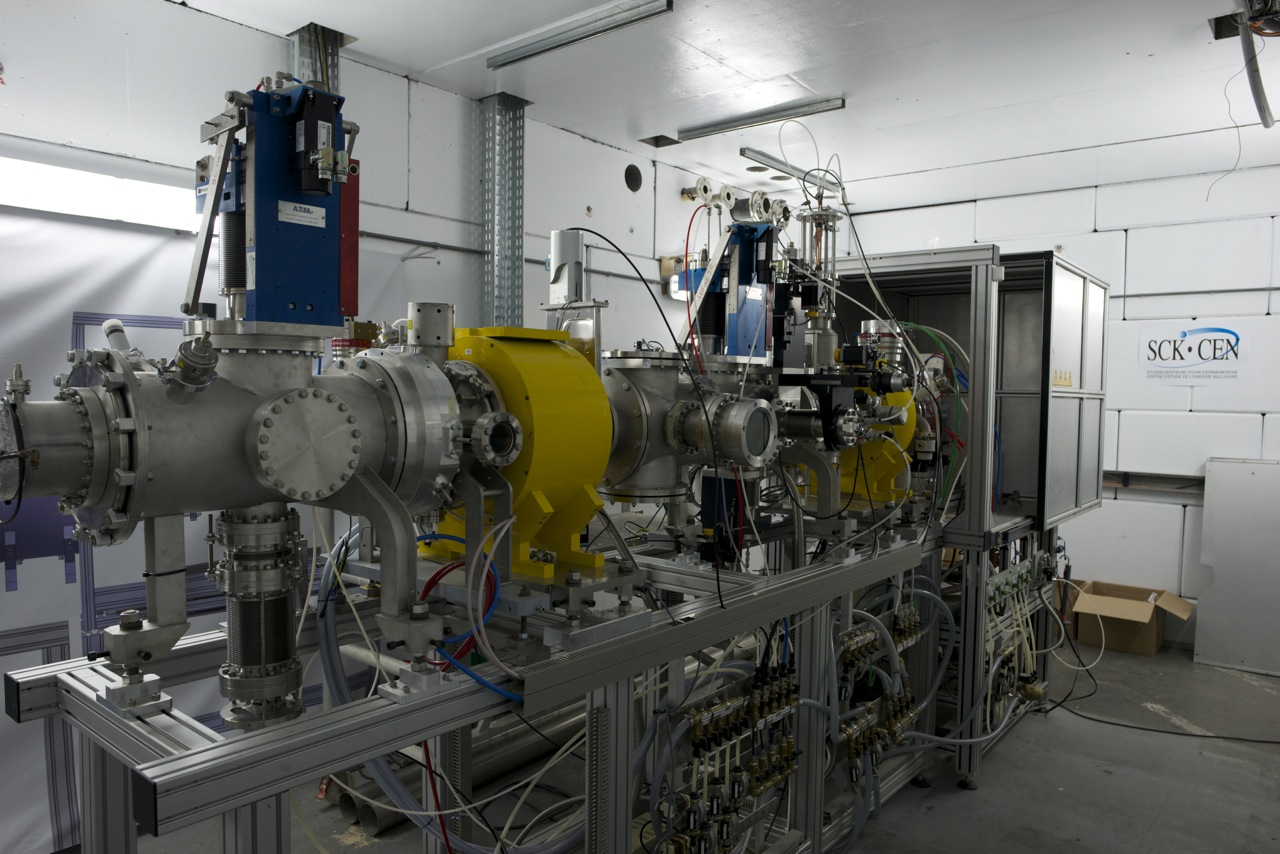 SCK•CEN
STUDIECENTRUM VOOR KERNENERGIE
CENTRE D'ETUDE DE L'ENERGIE NUCLEAIRE